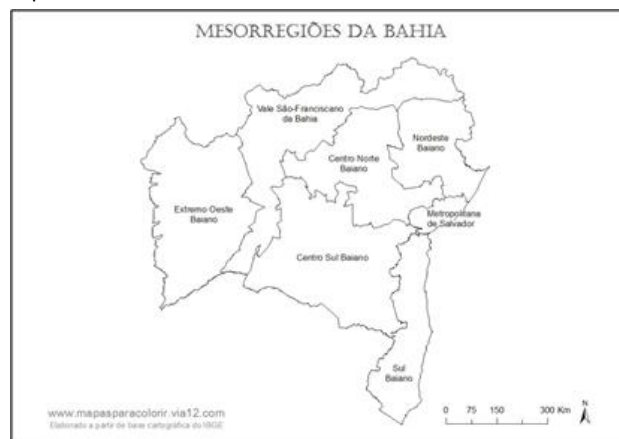 MESORREGIÕES DA BAHIA
Vale São-Franciscano
da Bahia
Nordeste
Baiano
Centro Norte
Baiano
Extremo Oeste
Baiano
Metropolitana
de Salvador
Centro Sul Baiano
Sul
Baiano
www.mapasparacolorir.via12.com
Elaborado a parte de base cartográfica do IBGE
0 75 150 300 Km
N